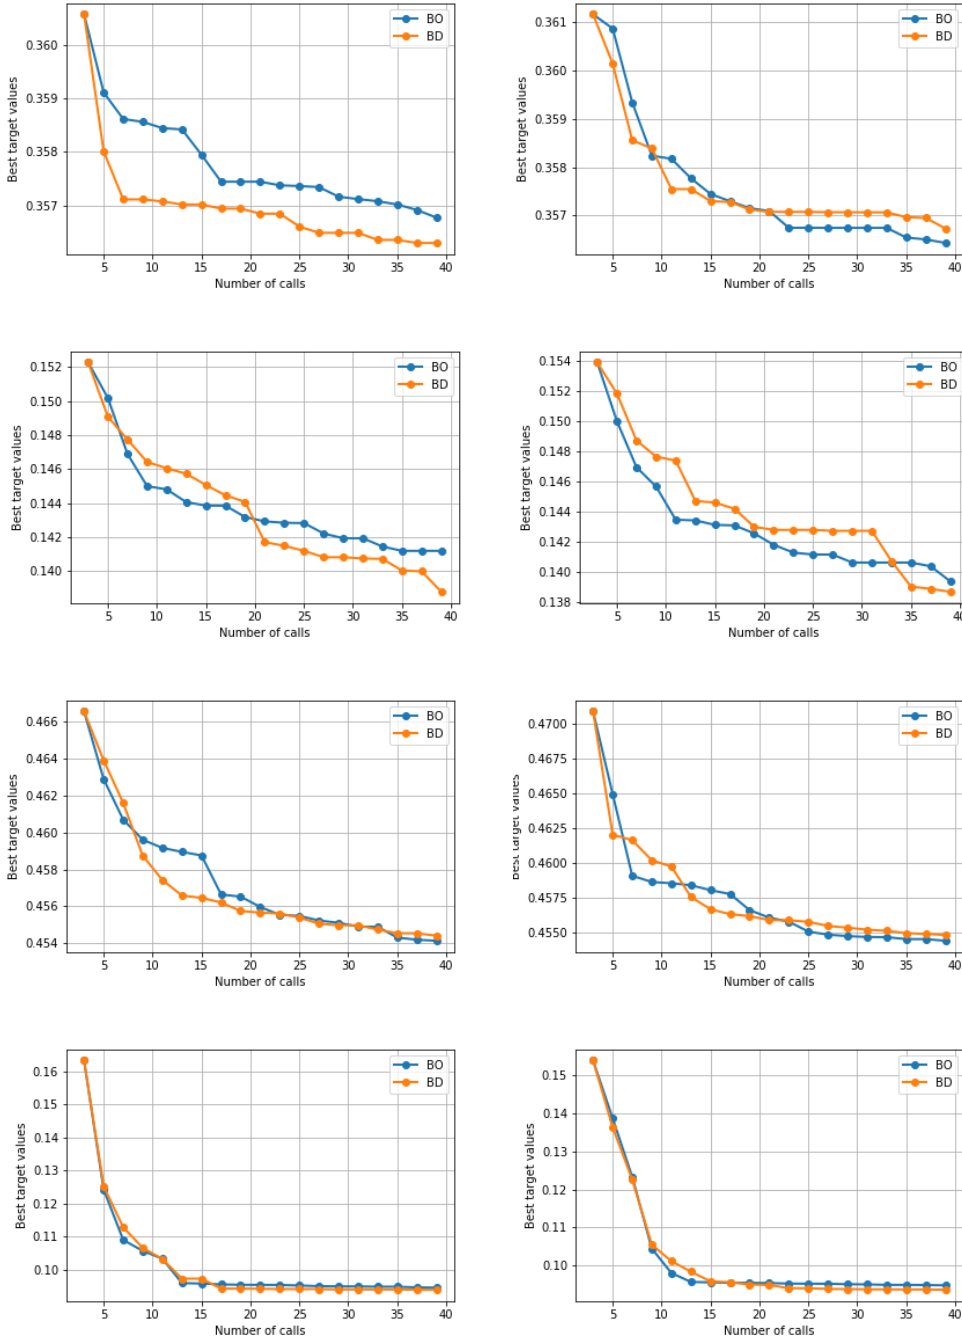 BO
BD
0.360
0.359
0.358
0.357
Best target values
5 10 15 20 25 30 35 40
Number of calls
BO
BD
0.361
0.360
0.359
0.358
0.357
Best target values
5 10 15 20 25 30 35 40
Number of calls
BO
BD
0.152
0.150
0.148
0.146
0.144
0.142
0.140
Best target values
5 10 15 20 25 30 35 40
Number of calls
BO
BD
0.154
0.152
0.150
0.148
0.146
0.144
0.142
0.140
0.138
Best target values
5 10 15 20 25 30 35 40
Number of calls
BO
BD
0.466
0.464
0.462
0.460
0.458
0.456
0.454
Best target values
5 10 15 20 25 30 35 40
Number of calls
BO
BD
0.4700
0.4675
0.4650
0.4625
0.4600
0.4575
0.4550
Best target values
5 10 15 20 25 30 35 40
Number of calls
BO
BD
0.16
0.15
0.14
0.13
0.12
0.11
0.10
Best target values
5 10 15 20 25 30 35 40
Number of calls
BO
BD
0.15
0.14
0.13
0.12
0.11
0.10
Best target values
5 10 15 20 25 30 35 40
Number of calls